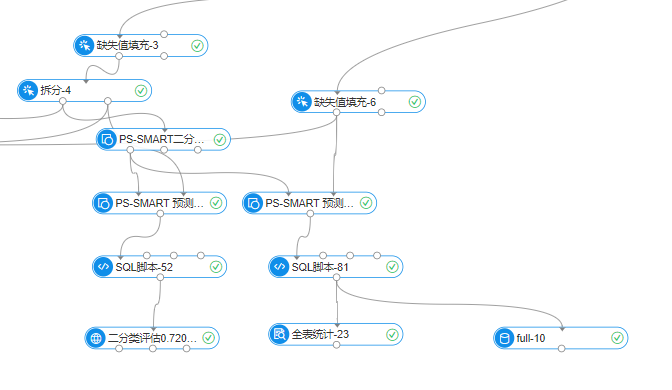 缺失值填充-3
拆分-4
缺失值填充-6
PS-SMART二分...
PS-SMART 预测...
PS-SMART 预测...
SQL脚本-52
SQL脚本-81
二分类评估0.720...
全表统计-23
full-10